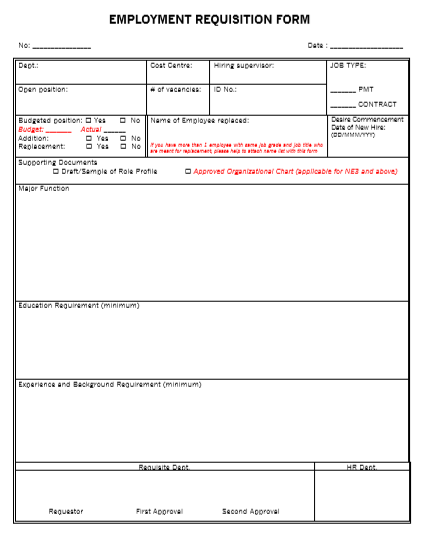 EMPLOYMENT REQUISITION FORM
No: _______________ Date : ___________________
Dept.: Cost Centre: Hiring supervisor: JOB TYPE:
Open position: # of vacancies: ID No.: ______ PMT
______ CONTRACT
Budgeted position: ☐ Yes ☐ No Name of Employee replaced: Desire Commencement
Budget: ______ Actual ______ Date of New Hire:
Addition: ☐ Yes ☐ No (DD/MMM/YYY)
Replacement: ☐ Yes ☐ No If you have more than 1 employee with same job grade and job title who
are meant for replacement, please help to attach name list with this form
Supporting Documents
☐ Draft/Sample of Role Profile ☐ Approved Organizational Chart (applicable for NE3 and above)
Major Function
Education Requirement (minimum)
Experience and Background Requirement (minimum)
Requisite Dept. HR Dept.
Requestor First Approval Second Approval